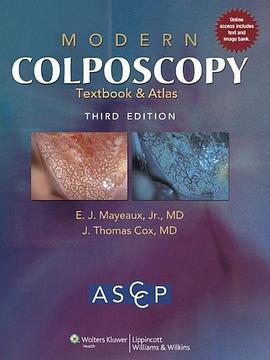 Online
access includes
text and
image bank.
MODERN
COLPOSCOPY
Textbook & Atlas
THIRD EDITION
E. J. Mayeaux, Jr., MD
J. Thomas Cox, MD
ASCCP
Wolters Kluwer
Health
Lippincott
Williams & Wilkins